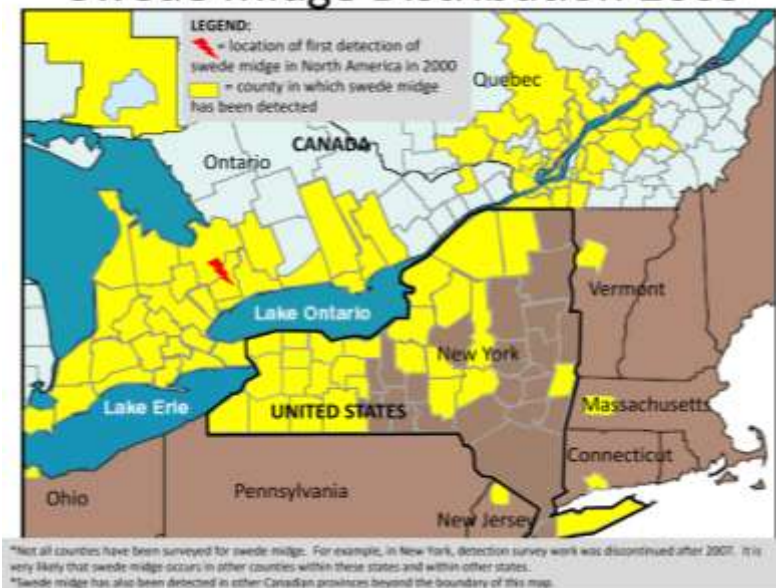 LEGEND:
= location of first detection of
swede midge in North America in 2000
= county in which swede midge
has been detected
Quebec
CANADA
Ontario
Lake Ontario
Vermont
New York
Lake Erie
UNITED STATES
Massachusetts
Connecticut
Ohio
Pennsylvania
New Jersey
*Not all counties have been surveyed for swede midge. For example, in New York, detection survey work was discontinued after 2007. It is
very likely that swede midge occurs in other counties within these states and within other states.
*Swede midge has also been detected in other Canadian provinces beyond the boundary of this map.